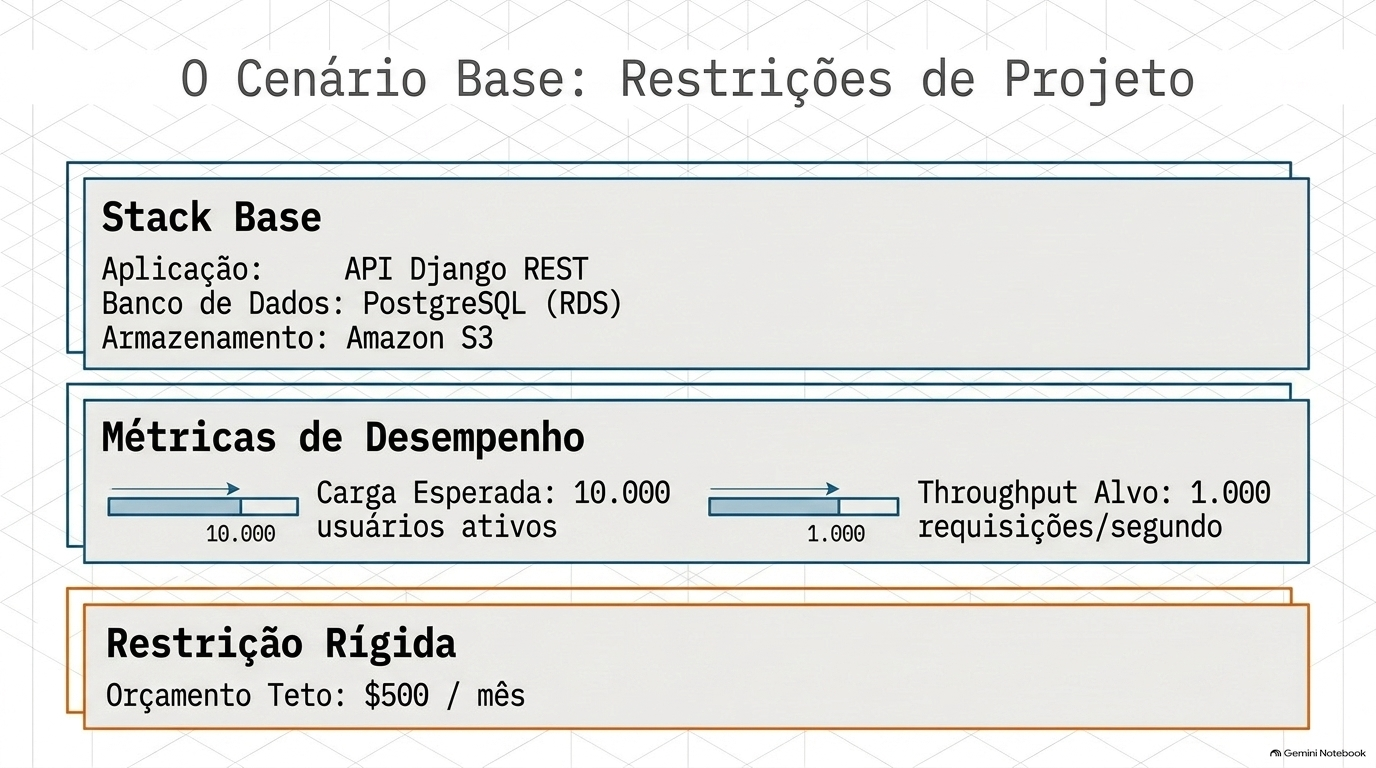 O Cenário Base: Restrições de Projeto
Stack Base
Aplicação: API Django REST
Banco de Dados: PostgreSQL (RDS)
Armazenamento: Amazon S3
Métricas de Desempenho
10.000
Carga Esperada: 10.000
usuários ativos
1.000
Throughput Alvo: 1.000
requisições/segundo
Restrição Rígida
Orçamento Teto: $500 / mês
Gemini Notebook